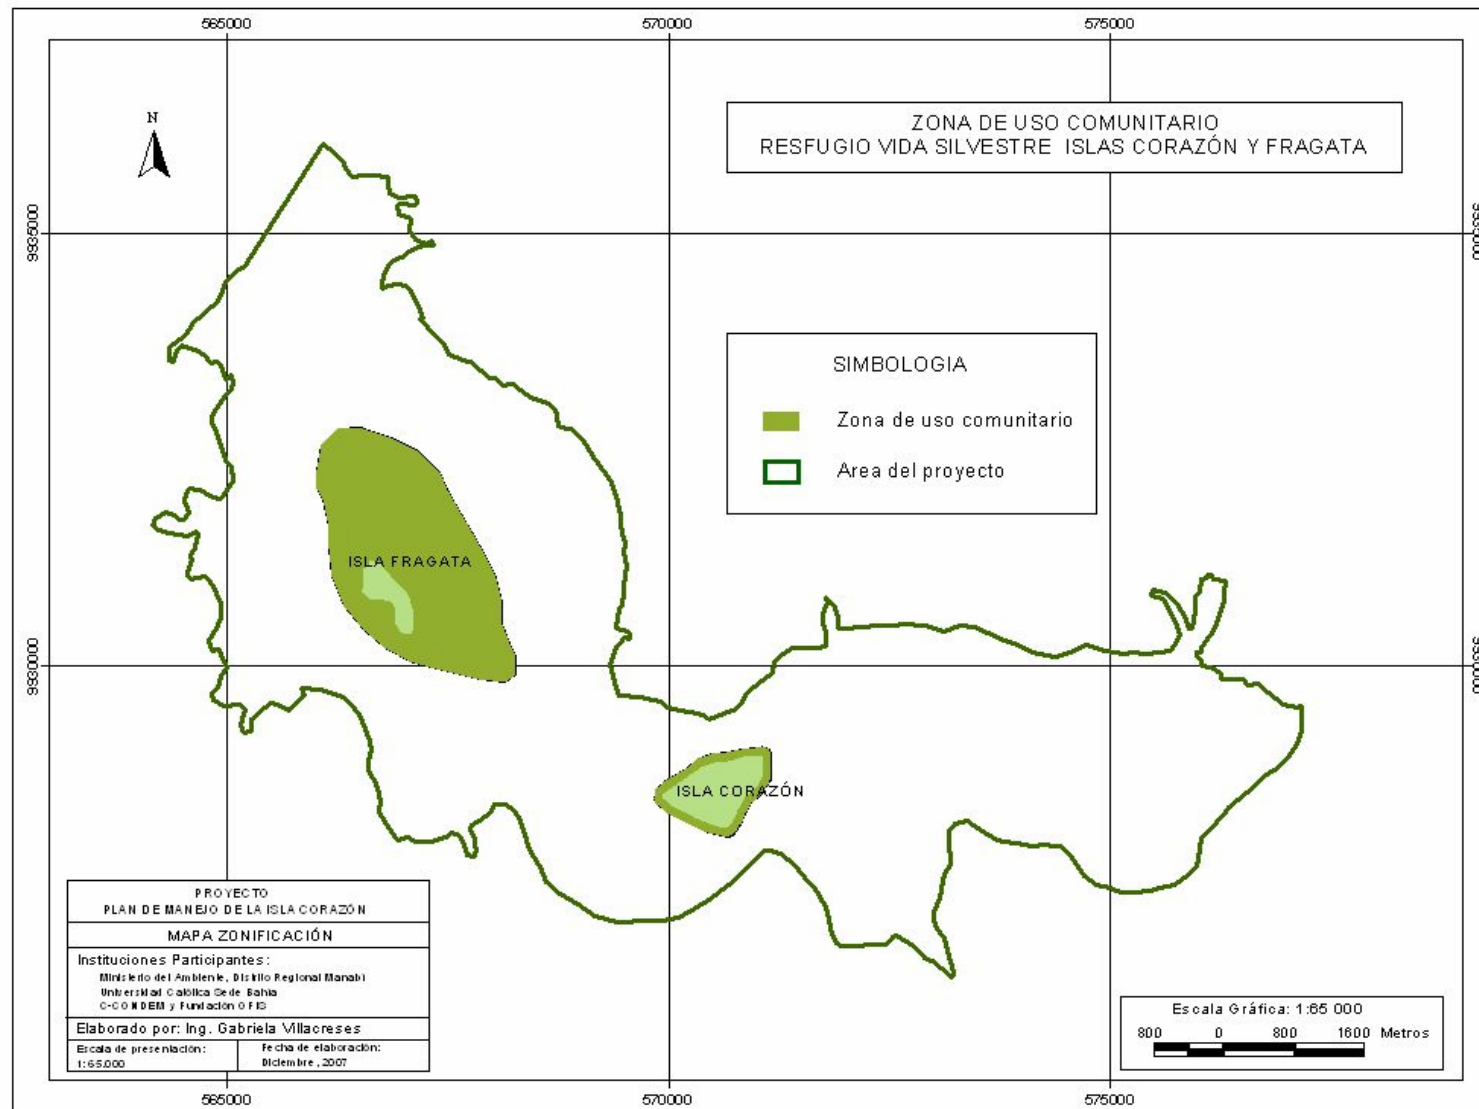 565000
570000
575000
N
ZONA DE USO COMUNITARIO
RESFUGIO VIDA SILVESTRE ISLAS CORAZÓN Y FRAGATA
9935000
9935000
SIMBOLOGIA
Zona de uso comunitario
Area del proyecto
ISLA FRAGATA
9930000
9930000
ISLA CORAZÓN
PROYECTO
PLAN DE MANEJO DE LA ISLA CORAZÓN
MAPA ZONIFICACIÓN
Instituciones Participantes:
Ministerio del Ambiente, Distrito Regional Manabí
Universidad Católica Sede Bahía
C-CONDEM y Fundación OFIS
Elaborado por: Ing. Gabriela Villacreses
Escala de presentación:
1:65.000
Fecha de elaboración:
Diciembre, 2007
Escala Gráfica: 1:65 000
800 0 800 1600 Metros
565000
570000
575000